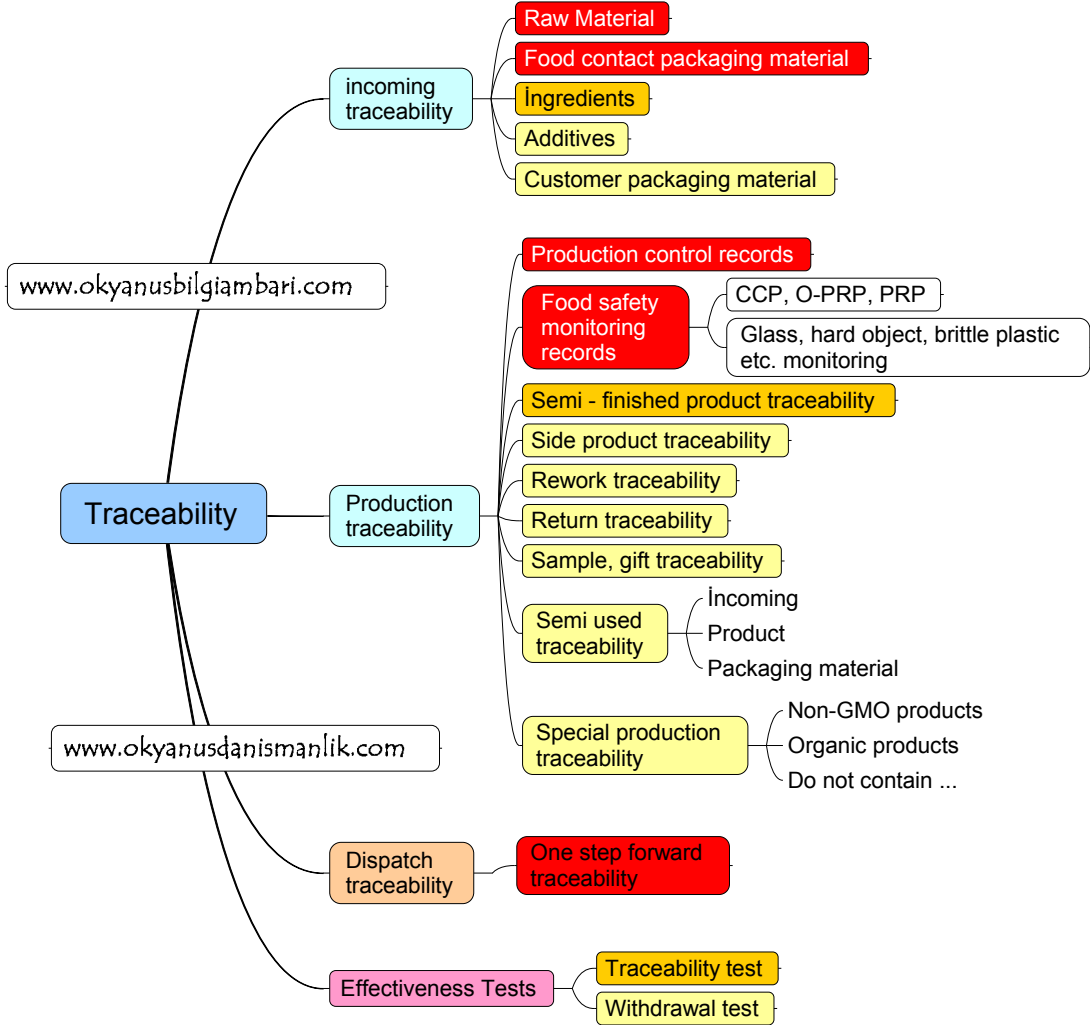 Raw Material
Food contact packaging material
incoming
traceability
İngredients
Additives
Customer packaging material
www.okyanusbilgiambari.com
Production control records
Food safety
monitoring
records
CCP, O-PRP, PRP
Glass, hard object, brittle plastic
etc. monitoring
Semi - finished product traceability
Side product traceability
Rework traceability
Traceability
Production
traceability
Return traceability
Sample, gift traceability
Semi used
traceability
İncoming
Product
Packaging material
www.okyanusdanismanlik.com
Special production
traceability
Non-GMO products
Organic products
Do not contain ...
Dispatch
traceability
One step forward
traceability
Effectiveness Tests
Traceability test
Withdrawal test